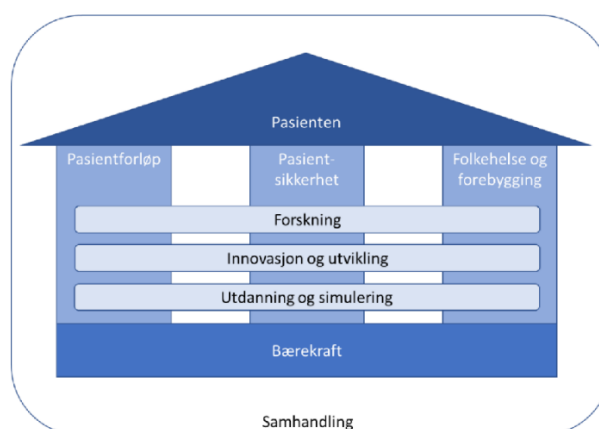 Pasienten
Pasientforløp
Pasient-
sikkerhet
Folkehelse og
forebygging
Forskning
Innovasjon og utvikling
Utdanning og simulering
Bærekraft
Samhandling